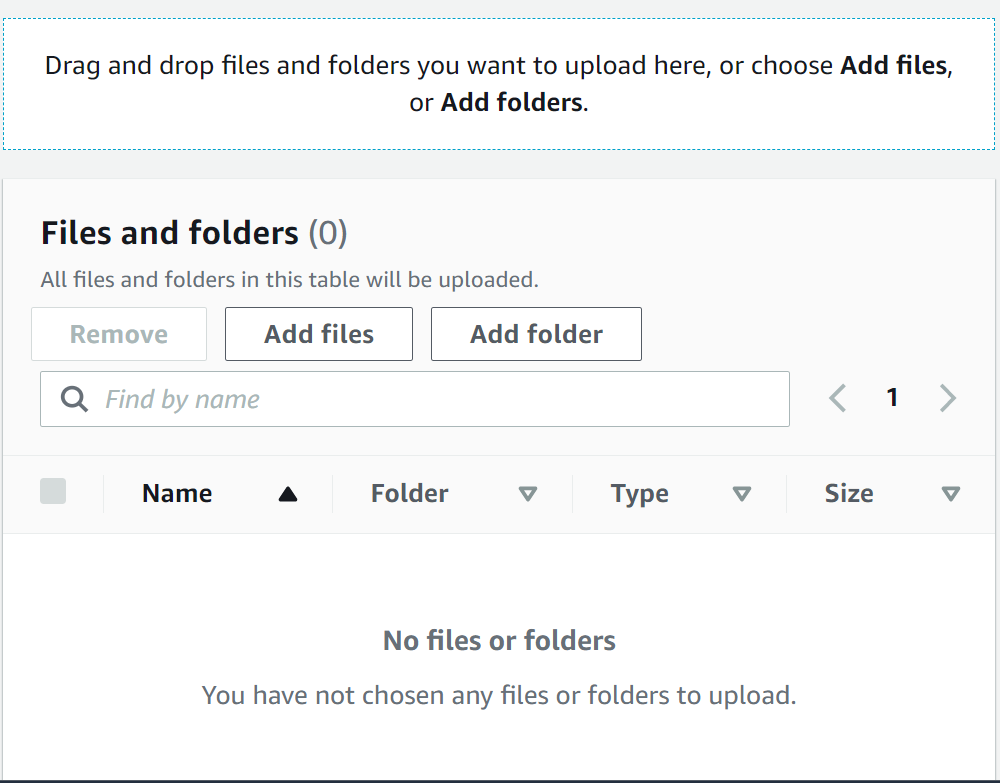 Drag and drop files and folders you want to upload here, or choose Add files,
or Add folders.
Files and folders (0)
All files and folders in this table will be uploaded.
Remove Add files Add folder
Find by name 1
Name Folder Type Size
No files or folders
You have not chosen any files or folders to upload.